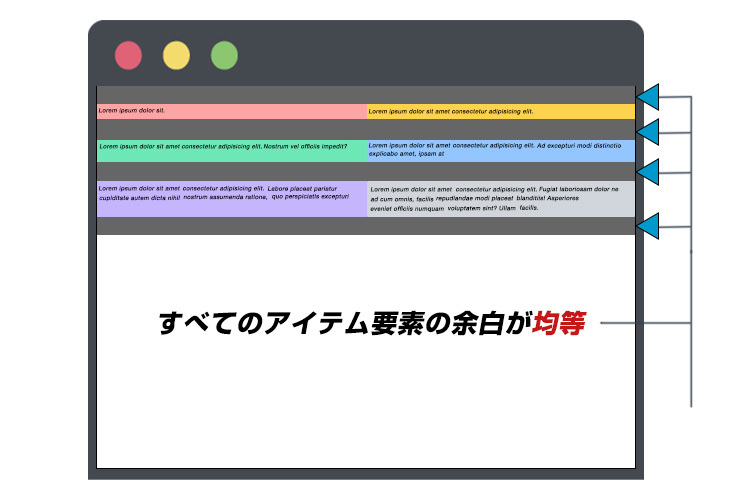 Lorem ipsum dolor sit.
Lorem ipsum dolor sit amet consectetur adipisicing elit.
Lorem ipsum dolor sit amet consectetur adipisicing elit. Nostrum vel officiis impedit?
Lorem ipsum dolor sit amet consectetur adipisicing elit. Ad excepturi modi distinctio
explicabo amet, ipsam at
Lorem ipsum dolor sit amet consectetur adipisicing elit. Labore placeat pariatur
cupiditate autem dicta nihil nostrum assumenda ratione, quo perspiciatis excepturi
Lorem ipsum dolor sit amet consectetur adipisicing elit. Fugiat laboriosam dolor ne
ad cum omnis, facilis repudiandae modi placeat blanditiis! Asperiores
eveniet officiis numquam voluptatem sint? Ullam facilis.
すべてのアイテム要素の余白が均等